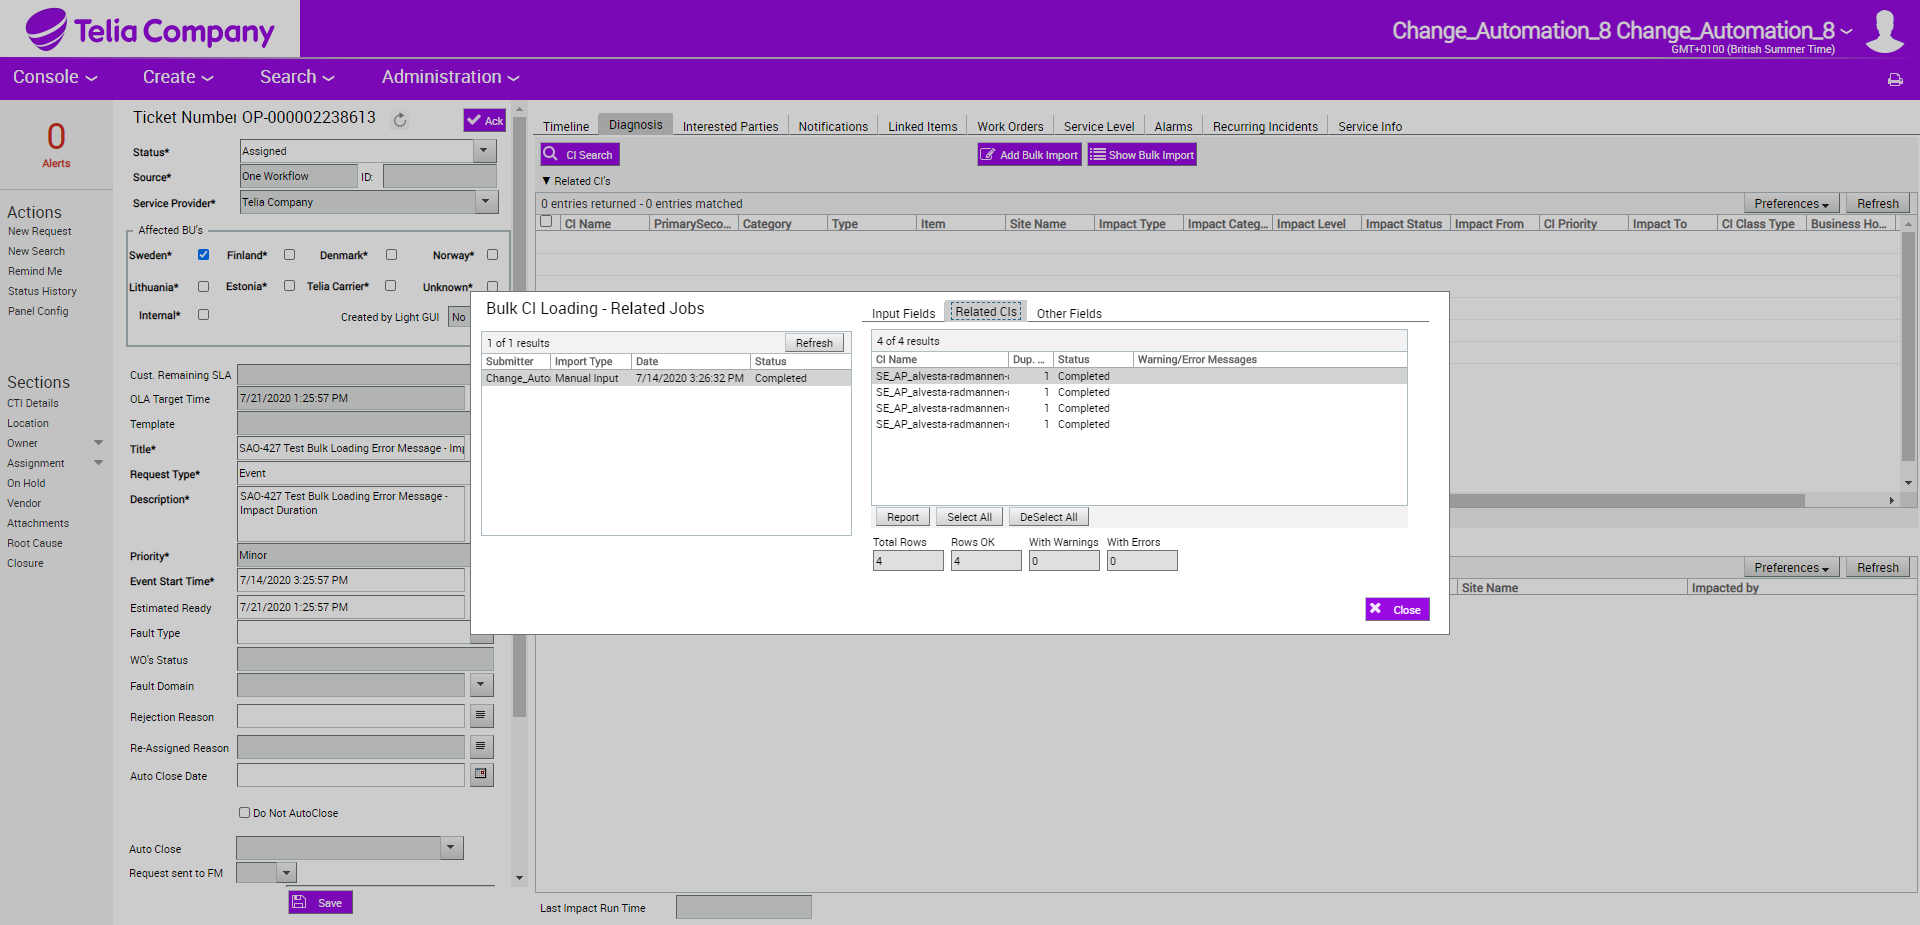 Telia Company
Change_Automation_8 Change_Automation_8
GMT+0100 (British Summer Time)
Console
Create
Search
Administration
0
Alerts
Actions
New Request
New Search
Remind Me
Status History
Panel Config
Sections
CTI Details
Location
Owner
Assignment
On Hold
Vendor
Attachments
Root Cause
Closure
Ticket Number OP-000002238613
Ack
Status* Assigned
Source* One Workflow ID:
Service Provider* Telia Company
Affected BU's
Sweden* Finland* Denmark* Norway*
Lithuania* Estonia* Telia Carrier* Unknown*
Internal* Created by Light GUI No
Cust. Remaining SLA
OLA Target Time 7/21/2020 1:25:57 PM
Template
Title* SAO-427 Test Bulk Loading Error Message - Imp
Request Type* Event
Description* SAO-427 Test Bulk Loading Error Message -
Impact Duration
Priority* Minor
Event Start Time* 7/14/2020 3:25:57 PM
Estimated Ready 7/21/2020 1:25:57 PM
Fault Type
WO's Status
Fault Domain
Rejection Reason
Re-Assigned Reason
Auto Close Date
Do Not AutoClose
Auto Close
Request sent to FM
Save
Timeline Diagnosis Interested Parties Notifications Linked Items Work Orders Service Level Alarms Recurring Incidents Service Info
CI Search Add Bulk Import Show Bulk Import
Related CI's
0 entries returned - 0 entries matched Preferences Refresh
CI Name PrimarySeco... Category Type Item Site Name Impact Type Impact Categ... Impact Level Impact Status Impact From CI Priority Impact To CI Class Type Business Ho...
Bulk CI Loading - Related Jobs
1 of 1 results Refresh
Submitter Import Type Date Status
Change_Auto Manual Input 7/14/2020 3:26:32 PM Completed
Input Fields Related CIs Other Fields
4 of 4 results
CI Name Dup. ... Status Warning/Error Messages
SE_AP_alvesta-radmannen- 1 Completed
SE_AP_alvesta-radmannen- 1 Completed
SE_AP_alvesta-radmannen- 1 Completed
SE_AP_alvesta-radmannen- 1 Completed
Report Select All DeSelect All
Total Rows Rows OK With Warnings With Errors
4 4 0 0
Close
Preferences Refresh
Site Name Impacted by
Last Impact Run Time